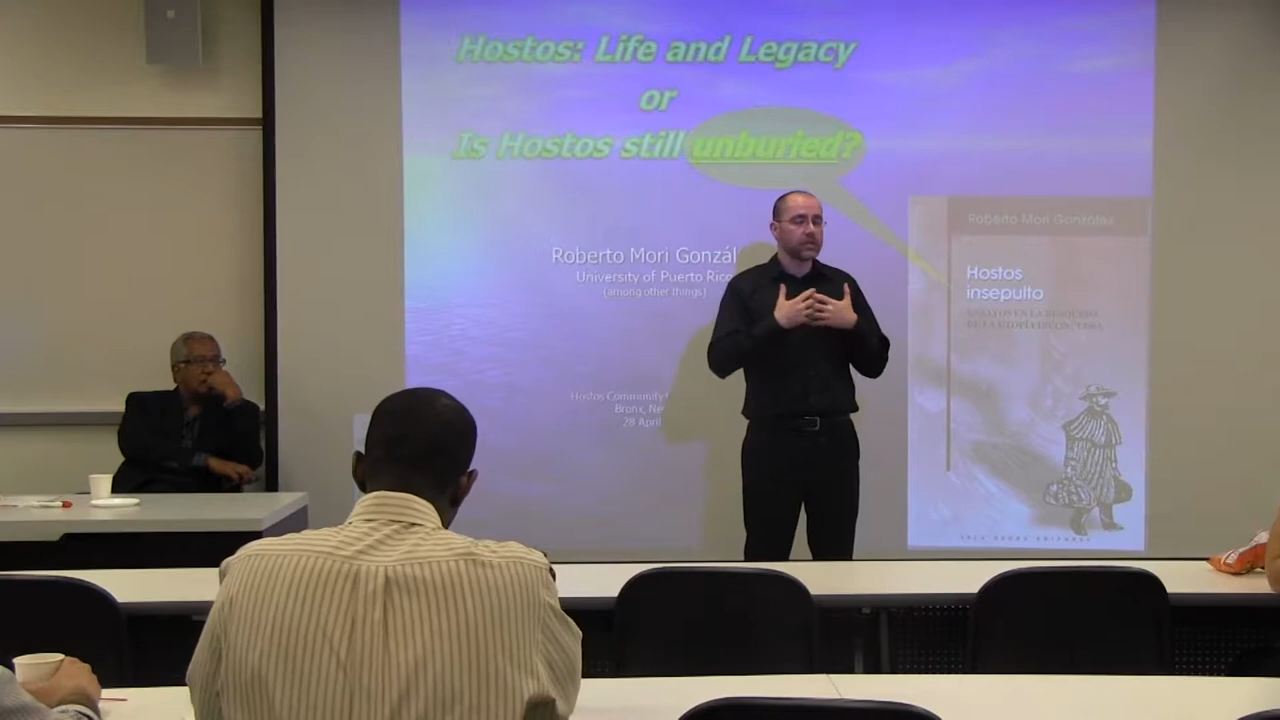 Hostos: Life and Legacy
or
Is Hostos still unburied?
Roberto Mori Gonzál
University of Puerto Rico
(among other things)
Hostos Community
Bronx, Ne
28 April
Roberto Mori González
Hostos
insepulto